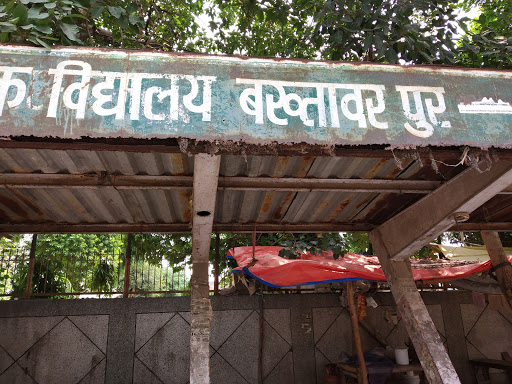 क विद्यालय बख्तावर पुर